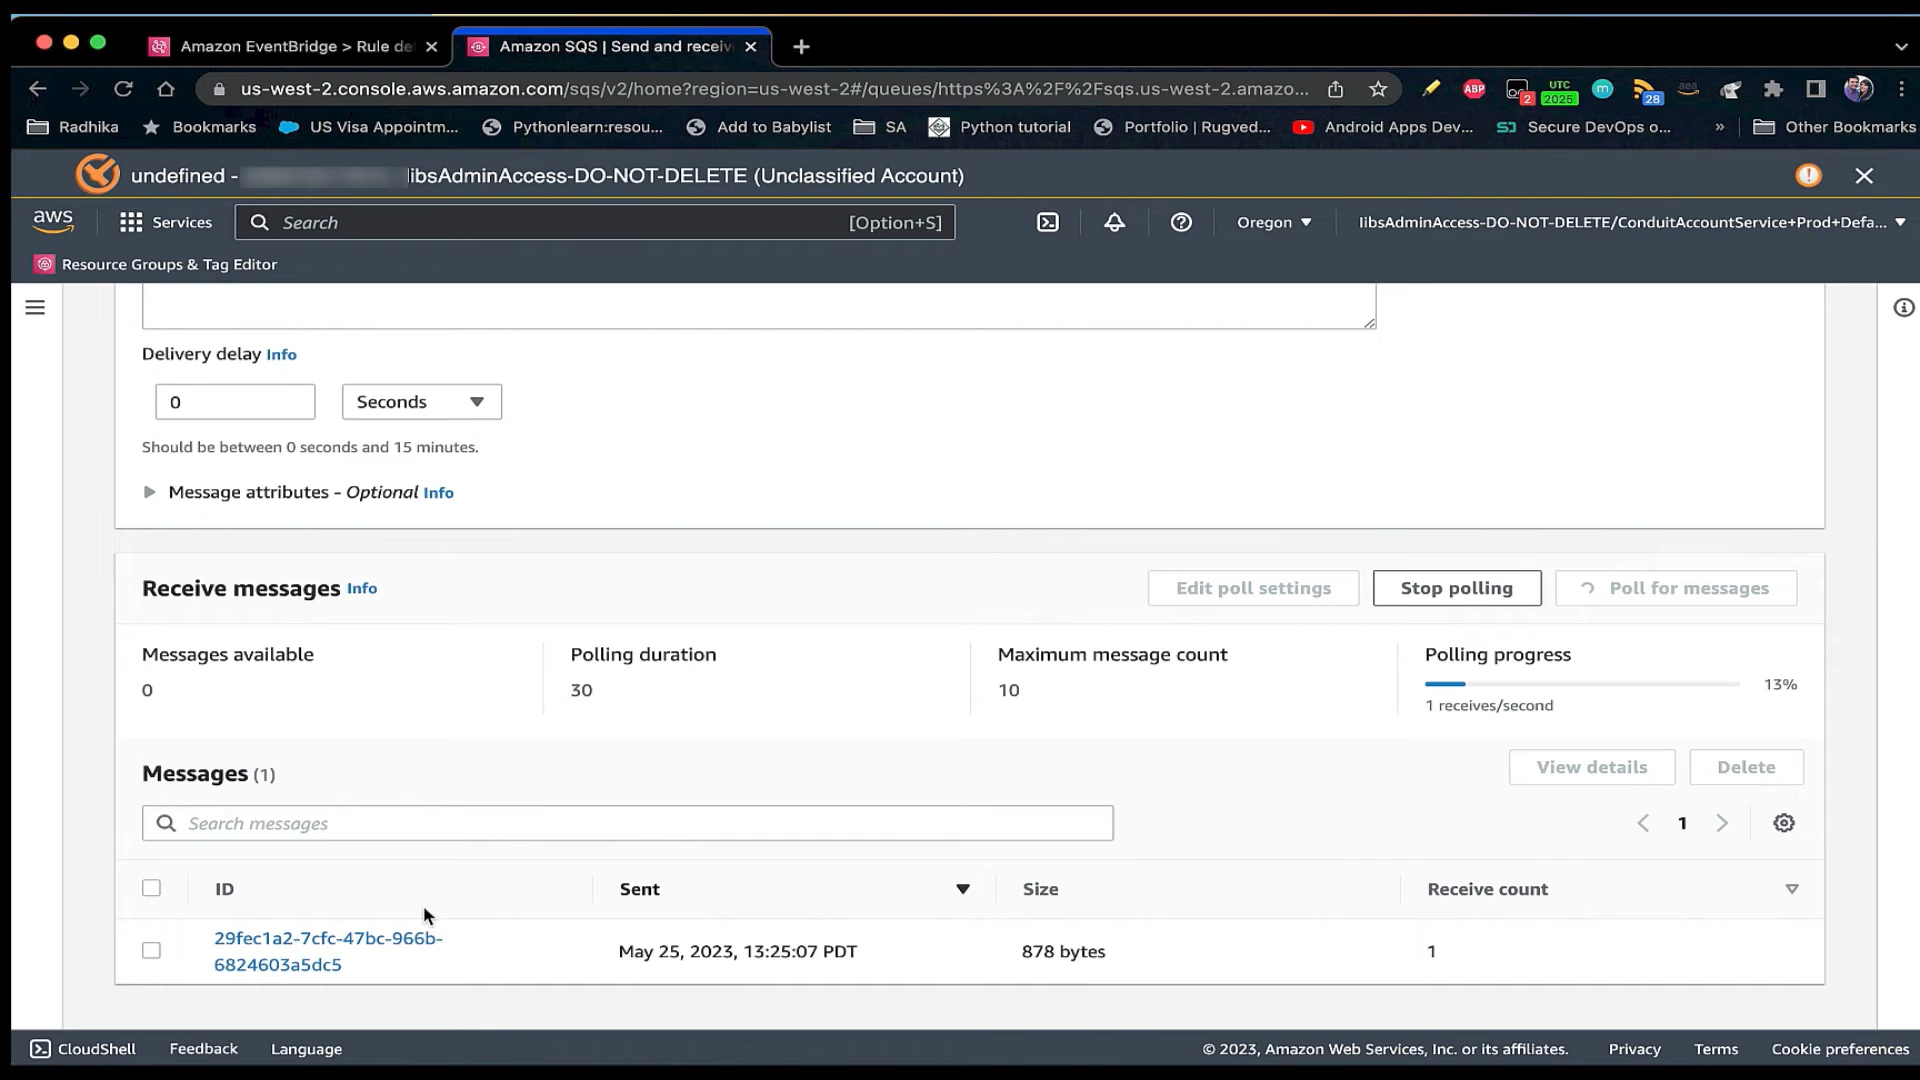 Amazon EventBridge > Rule de
Amazon SQS | Send and receiv
us-west-2.console.aws.amazon.com/sqs/v2/home?region=us-west-2#/queues/https%3A%2F%2Fsqs.us-west-2.amazo...
ABP
2
UTC
2025
m
28
aea
Radhika
Bookmarks
US Visa Appointm...
Pythonlearn:resou...
Add to Babylist
SA
Python tutorial
Portfolio | Rugved...
Android Apps Dev...
Secure DevOps o...
»
Other Bookmarks
undefined -
libsAdminAccess-DO-NOT-DELETE (Unclassified Account)
aws
Services
Search
[Option+S]
Oregon
libsAdminAccess-DO-NOT-DELETE/ConduitAccountService+Prod+Defa...
Resource Groups & Tag Editor
Delivery delay Info
0
Seconds
Should be between 0 seconds and 15 minutes.
Message attributes - Optional Info
Receive messages Info
Edit poll settings
Stop polling
Poll for messages
Messages available
0
Polling duration
30
Maximum message count
10
Polling progress
13%
1 receives/second
Messages (1)
View details
Delete
Search messages
1
ID
Sent
Size
Receive count
29fec1a2-7cfc-47bc-966b-
6824603a5dc5
May 25, 2023, 13:25:07 PDT
878 bytes
1
CloudShell
Feedback
Language
© 2023, Amazon Web Services, Inc. or its affiliates.
Privacy
Terms
Cookie preferences